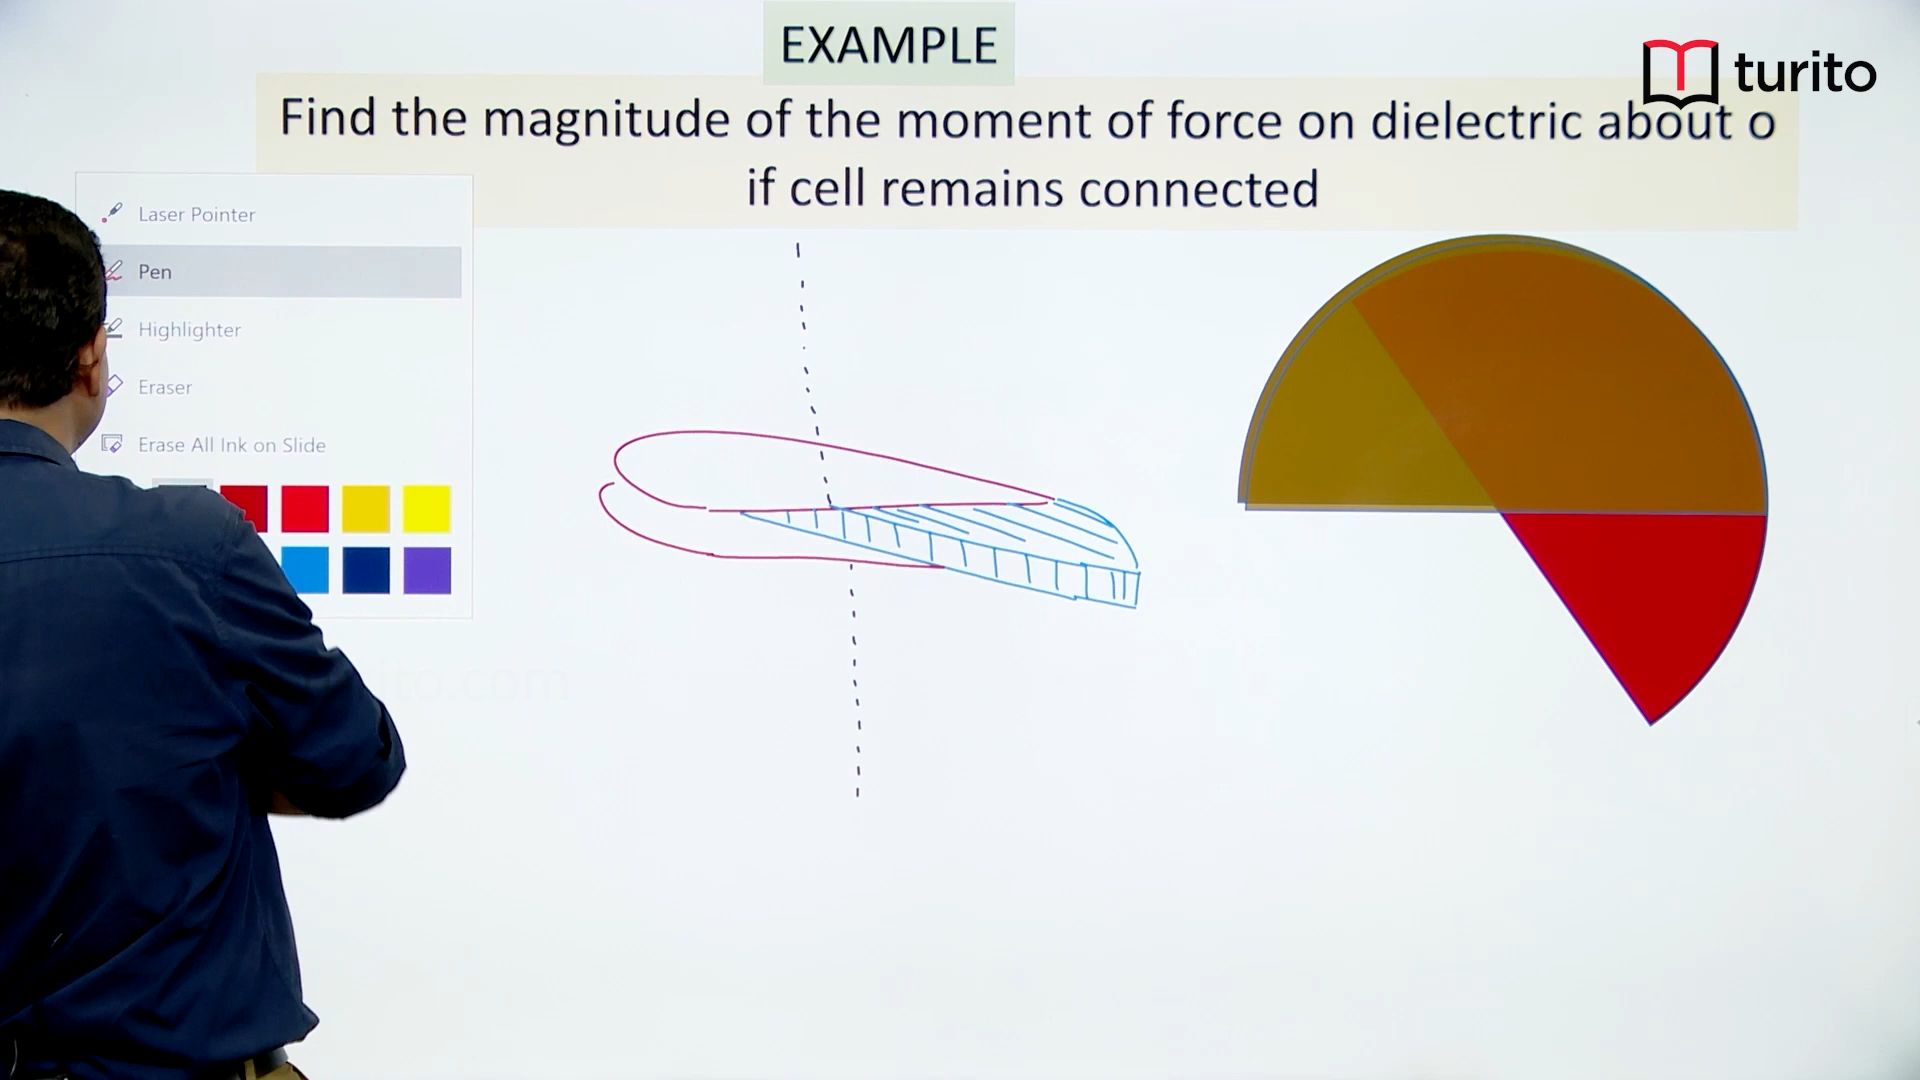 EXAMPLE
turito
Find the magnitude of the moment of force on dielectric about o
if cell remains connected
Laser Pointer
Pen
Highlighter
Eraser
Erase All Ink on Slide